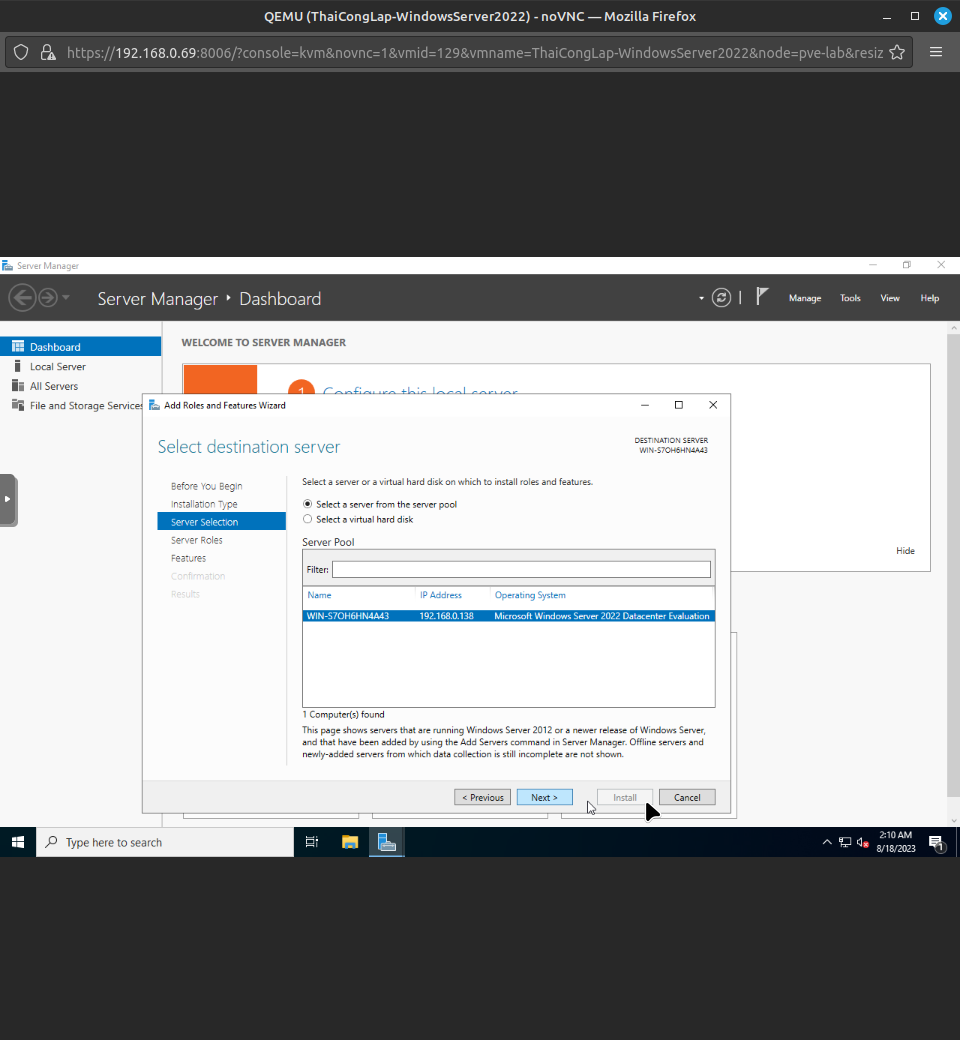 QEMU (ThaiCongLap-WindowsServer2022) - noVNC — Mozilla Firefox
https://192.168.0.69:8006/?console=kvm&novnc=1&vmid=129&vmname=ThaiCongLap-WindowsServer2022&node=pve-lab&resiz
Server Manager
Server Manager ‣ Dashboard
Manage Tools View Help
Dashboard
Local Server
All Servers
File and Storage Services
WELCOME TO SERVER MANAGER
1 Configure this local server
Hide
Add Roles and Features Wizard
Select destination server
DESTINATION SERVER
WIN-S7OH6HN4A43
Before You Begin
Installation Type
Server Selection
Server Roles
Features
Confirmation
Results
Select a server or a virtual hard disk on which to install roles and features.
Select a server from the server pool
Select a virtual hard disk
Server Pool
Filter:
Name IP Address Operating System
WIN-S7OH6HN4A43 192.168.0.138 Microsoft Windows Server 2022 Datacenter Evaluation
1 Computer(s) found
This page shows servers that are running Windows Server 2012 or a newer release of Windows Server,
and that have been added by using the Add Servers command in Server Manager. Offline servers and
newly-added servers from which data collection is still incomplete are not shown.
< Previous Next > Install Cancel
Type here to search
2:10 AM
8/18/2023
1